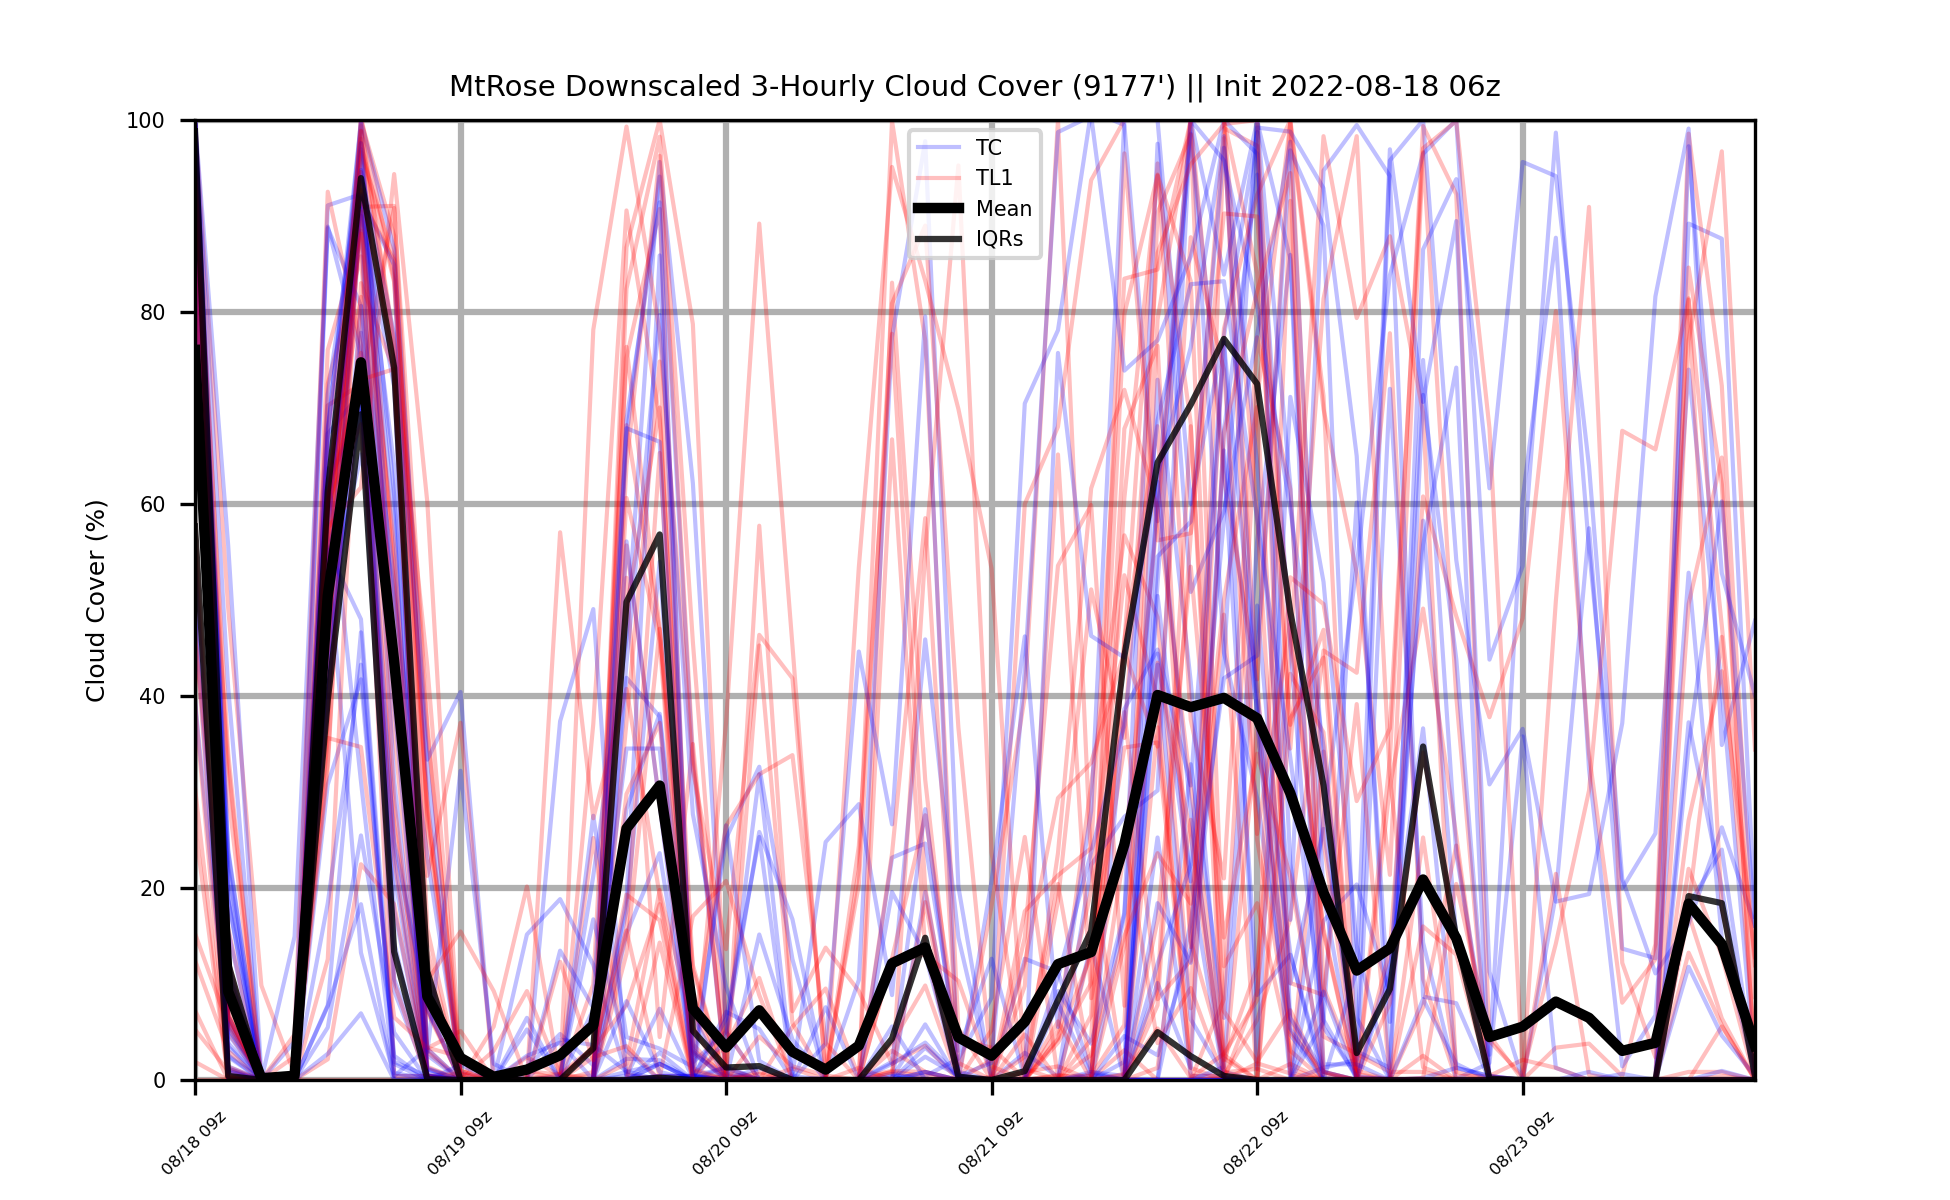 MtRose Downscaled 3-Hourly Cloud Cover (9177') || Init 2022-08-18 06z
TC
TL1
Mean
IQRs
Cloud Cover (%)
100
80
60
40
20
0
08/18 09z
08/19 09z
08/20 09z
08/21 09z
08/22 09z
08/23 09z